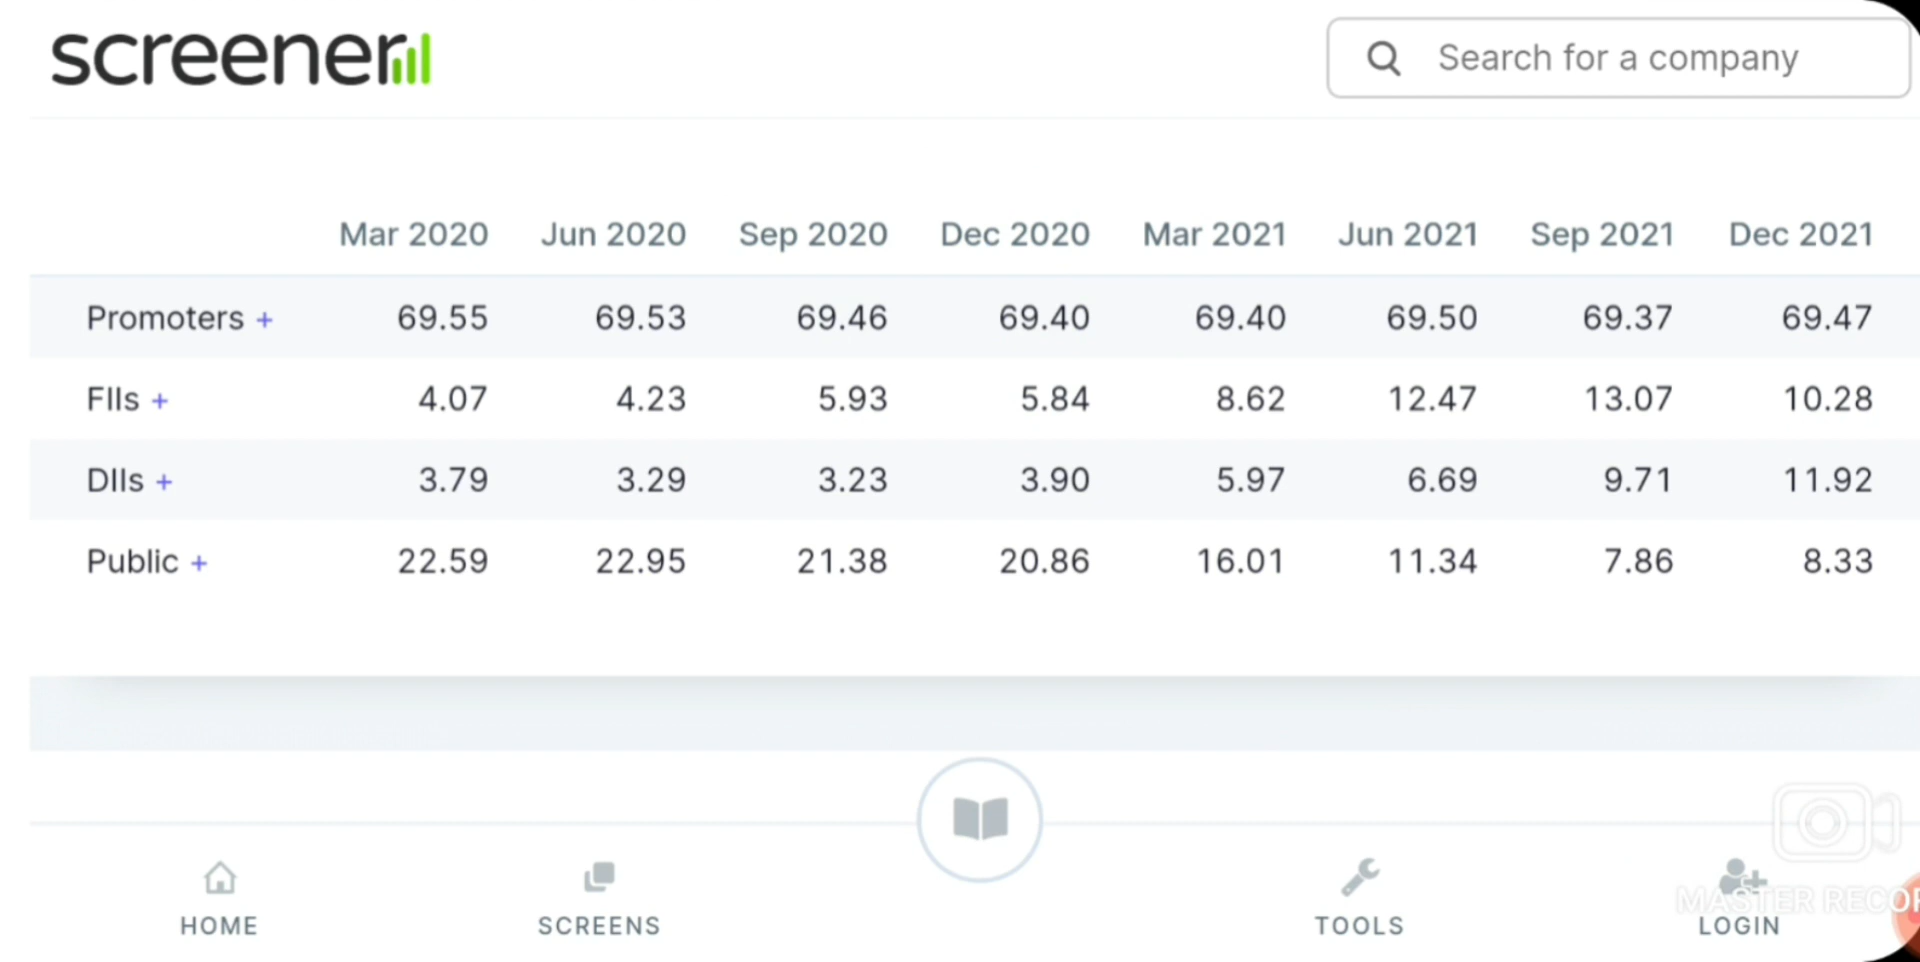 screener
Search for a company
Mar 2020 Jun 2020 Sep 2020 Dec 2020 Mar 2021 Jun 2021 Sep 2021 Dec 2021
Promoters + 69.55 69.53 69.46 69.40 69.40 69.50 69.37 69.47
FIIs + 4.07 4.23 5.93 5.84 8.62 12.47 13.07 10.28
DIIs + 3.79 3.29 3.23 3.90 5.97 6.69 9.71 11.92
Public + 22.59 22.95 21.38 20.86 16.01 11.34 7.86 8.33
MASTER RECOR
HOME SCREENS TOOLS LOGIN